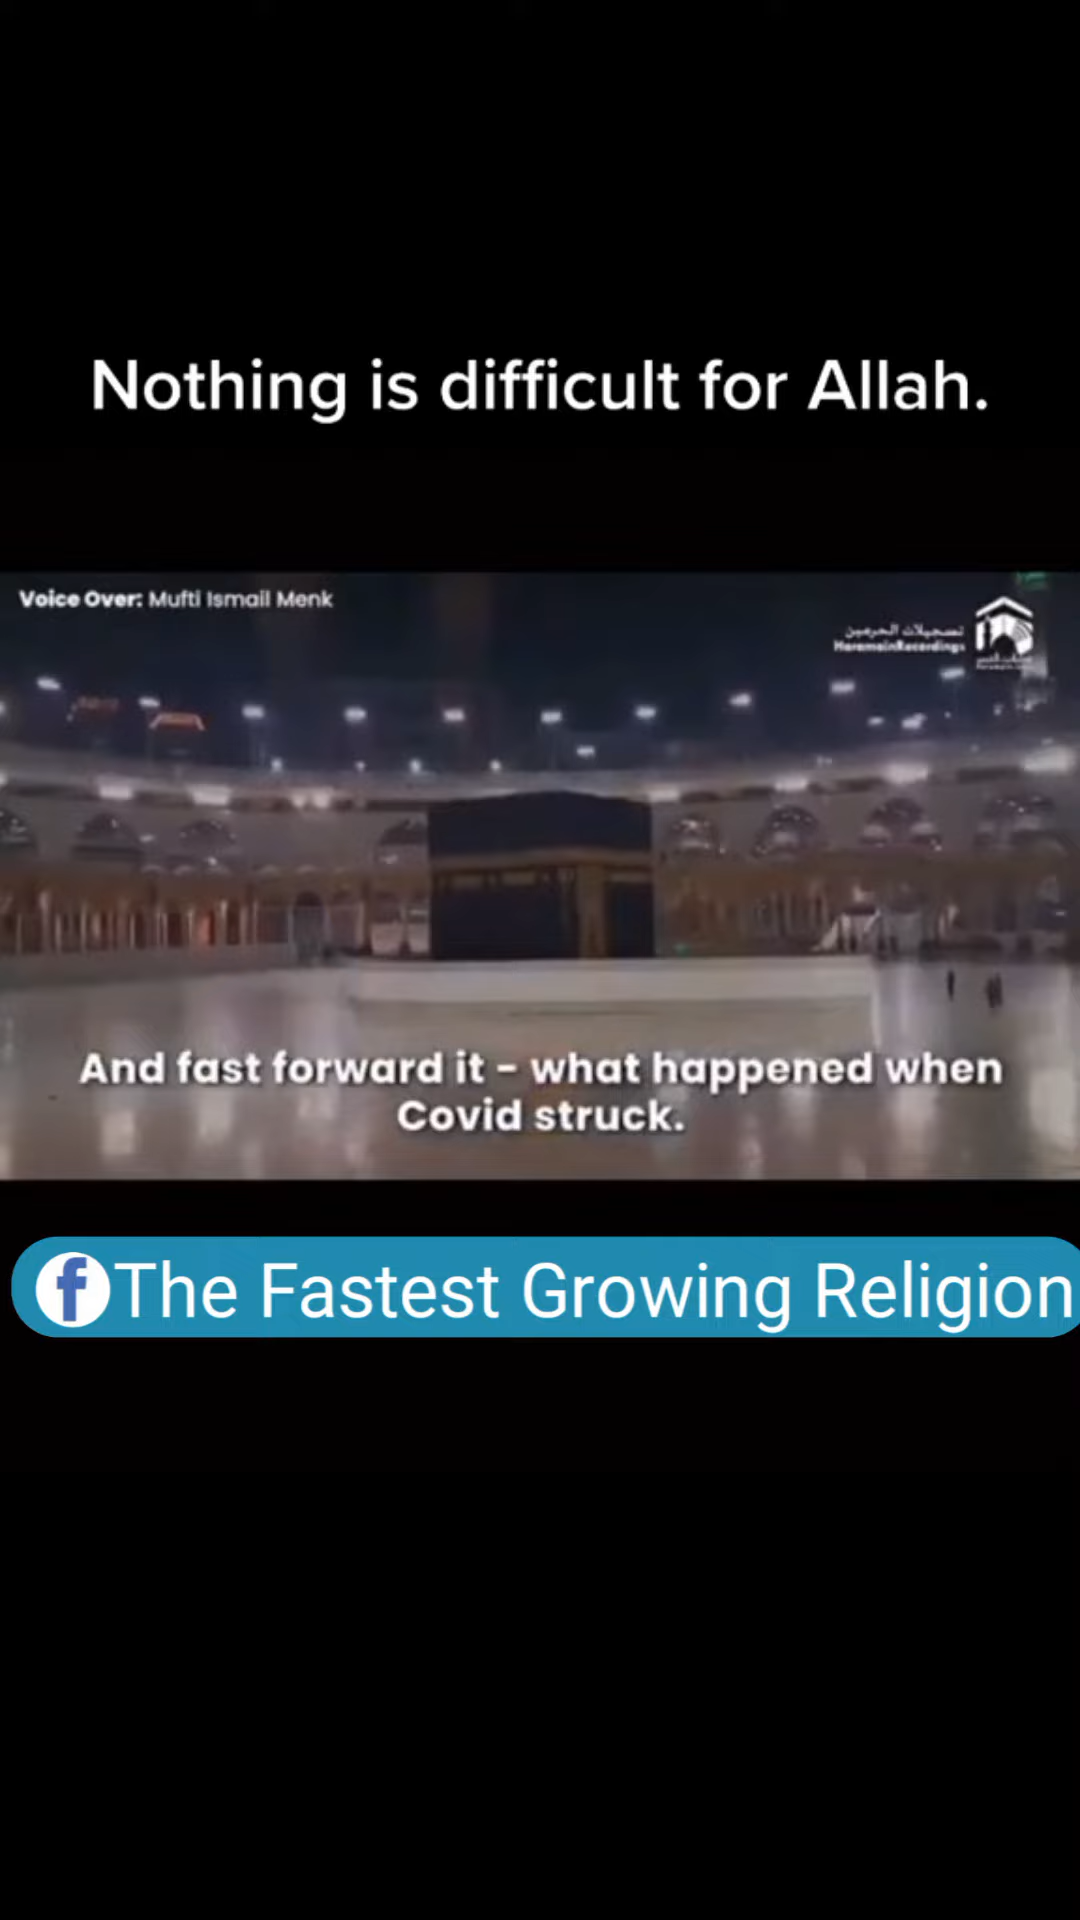 Nothing is difficult for Allah.
Voice Over: Mufti Ismail Menk
تسجيلات الحرمين
HaramainRecordings
And fast forward it - what happened when
Covid struck.
The Fastest Growing Religion